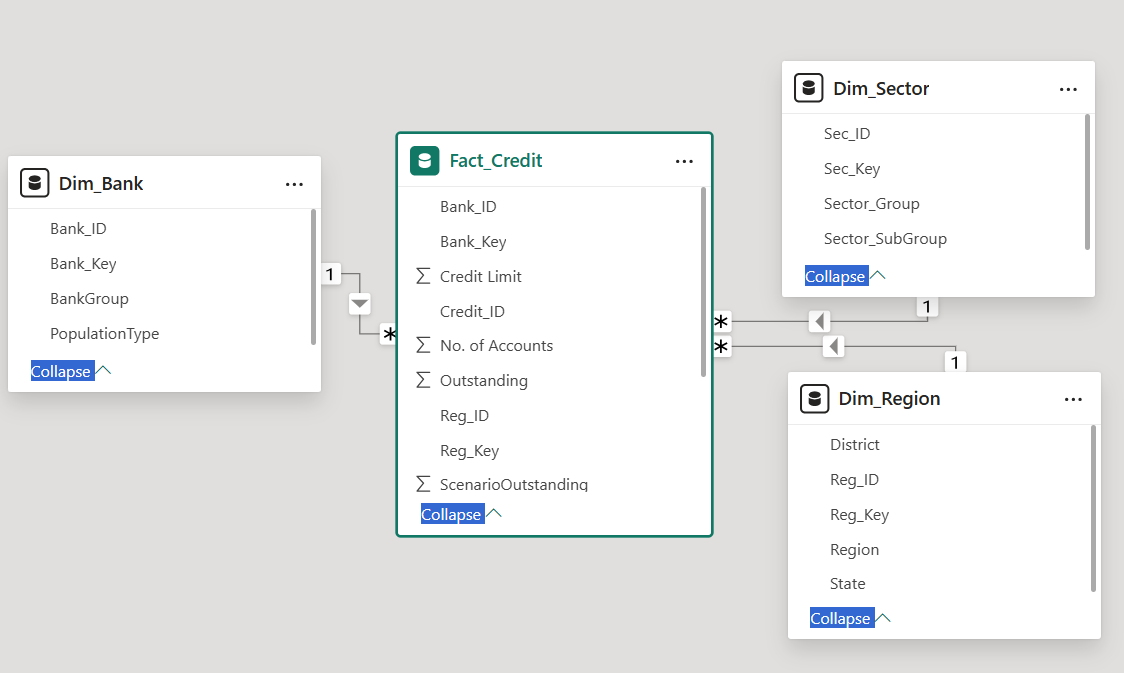 Dim_Bank
Bank_ID
Bank_Key
BankGroup
PopulationType
Collapse
1
*
Fact_Credit
Bank_ID
Bank_Key
Σ Credit Limit
Credit_ID
Σ No. of Accounts
Σ Outstanding
Reg_ID
Reg_Key
Σ ScenarioOutstanding
Collapse
*
*
Dim_Sector
Sec_ID
Sec_Key
Sector_Group
Sector_SubGroup
Collapse
1
1
Dim_Region
District
Reg_ID
Reg_Key
Region
State
Collapse